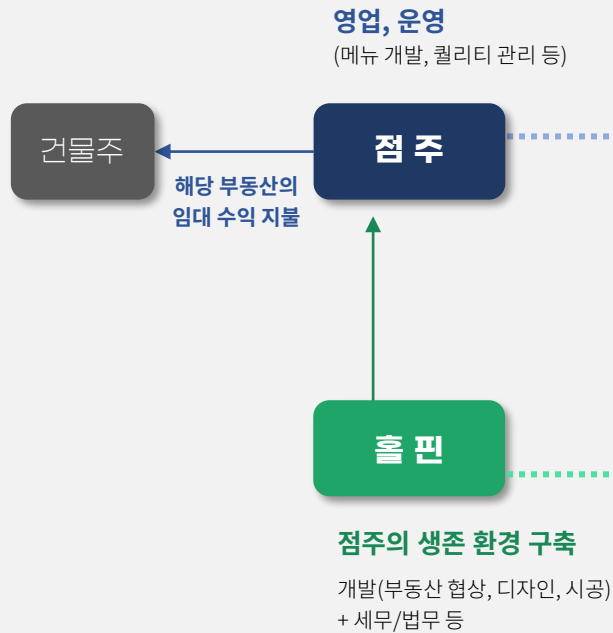 영업, 운영
(메뉴 개발, 퀄리티 관리 등)
건물주
점 주
해당 부동산의
임대 수익 지불
홀 핀
점주의 생존 환경 구축
개발(부동산 협상, 디자인, 시공)
+ 세무/법무 등